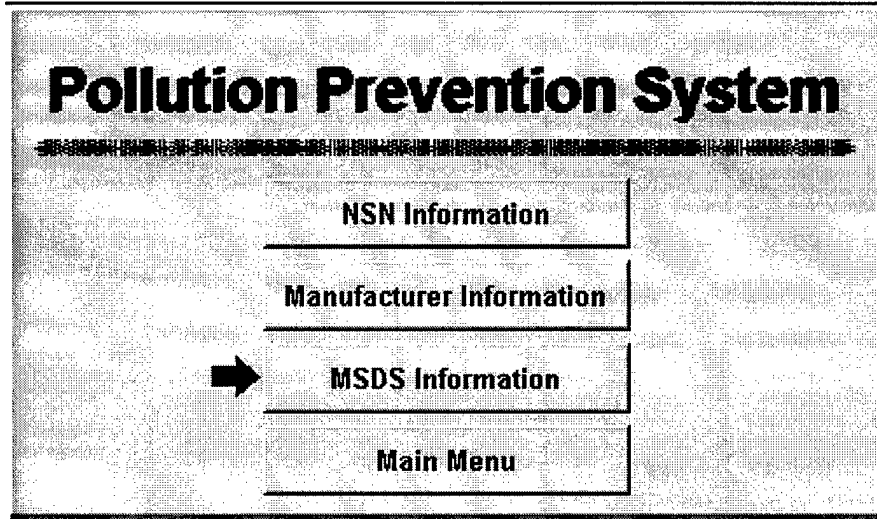 Pollution Prevention System
NSN Information
Manufacturer Information
MSDS Information
Main Menu